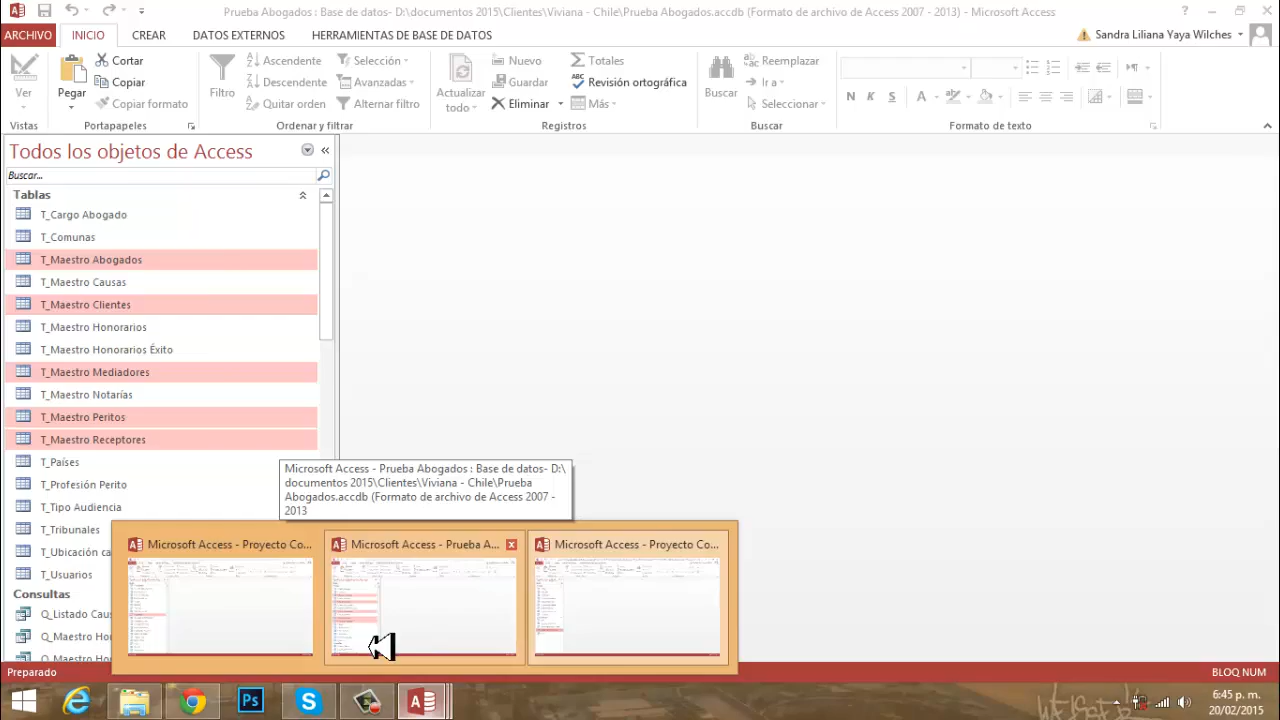 Prueba Abogados : Base de datos- D:\documentos 2015\Clientes\Viviana - Chile\Prueba Abogados.accdb (Formato de archivo de Access 2007 - 2013) - Microsoft Access
ARCHIVO INICIO CREAR DATOS EXTERNOS HERRAMIENTAS DE BASE DE DATOS Sandra Liliana Yaya Wilches
Cortar Ascendente Selección Nuevo Totales Reemplazar
Ver Pegar Copiar Filtro Descendente Avanzadas Actualizar todo Guardar Revisión ortográfica Buscar Ir a
Copiar formato Quitar orden Alternar filtro Eliminar Más Seleccionar
N K S A
Vistas Portapapeles Ordenar y filtrar Registros Buscar Formato de texto
Todos los objetos de Access
Buscar...
Tablas
T_Cargo Abogado
T_Comunas
T_Maestro Abogados
T_Maestro Causas
T_Maestro Clientes
T_Maestro Honorarios
T_Maestro Honorarios Éxito
T_Maestro Mediadores
T_Maestro Notarías
T_Maestro Peritos
T_Maestro Receptores
T_Países
T_Profesión Perito
T_Tipo Audiencia
T_Tribunales
T_Ubicación ca
T_Usuarios
Consultas
Q_Listado Caus
Q_Maestro Ho
Q_Maestro Ho
Microsoft Access - Prueba Abogados : Base de datos- D:\
documentos 2015\Clientes\Viviana - Chile\Prueba
Abogados.accdb (Formato de archivo de Access 2007 -
2013
Microsoft Access - Proyecto Co... Microsoft Access - Prueba A... Microsoft Access - Proyecto Co...
Preparado BLOQ NUM
Ps
6:45 p. m.
20/02/2015